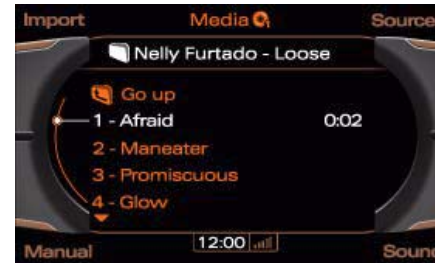 Import Media Source
Nelly Furtado - Loose
Go up
1 - Afraid 0:02
2 - Maneater
3 - Promiscuous
4 - Glow
Manual 12:00 Sound